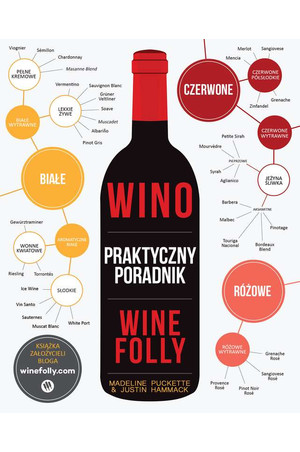 Viognier
Sémillon
Chardonnay
Masanne Blend
PEŁNE
KREMOWE
Vermentino
Sauvignon Blanc
Grüner
Veltliner
Soave
Muscadet
Albariño
Pinot Gris
LEKKIE
ŻYWE
BIAŁE
WYTRAWNE
BIAŁE
Gewürztraminer
AROMATYCZNE
WINO
WONNE
KWIATOWE
Riesling
Torrontés
Ice Wine
SŁODKIE
Vin Santo
Sauternes
White Port
Muscat Blanc
KSIĄŻKA
ZAŁOŻYCIELI
BLOGA
winefolly.com
WINO
PRAKTYCZNY
PORADNIK
WINE
FOLLY
MADELINE PUCKETTE
& JUSTIN HAMMACK
Merlot
Sangiovese
Mencia
CZERWONE
CZERWONE
PÓŁSŁODKIE
Grenache
Zinfandel
Petite Sirah
CZERWONE
WYTRAWNE
Mourvèdre
Syrah
Aglianico
JEŻYNA
ŚLIWKA
Barbera
Malbec
Pinotage
Touriga
Nacional
Bordeaux
Blend
RÓŻOWE
RÓŻOWE
WYTRAWNE
Grenache
Rosé
Sangiovese
Rosé
Provence
Rosé
Pinot Noir
Rosé